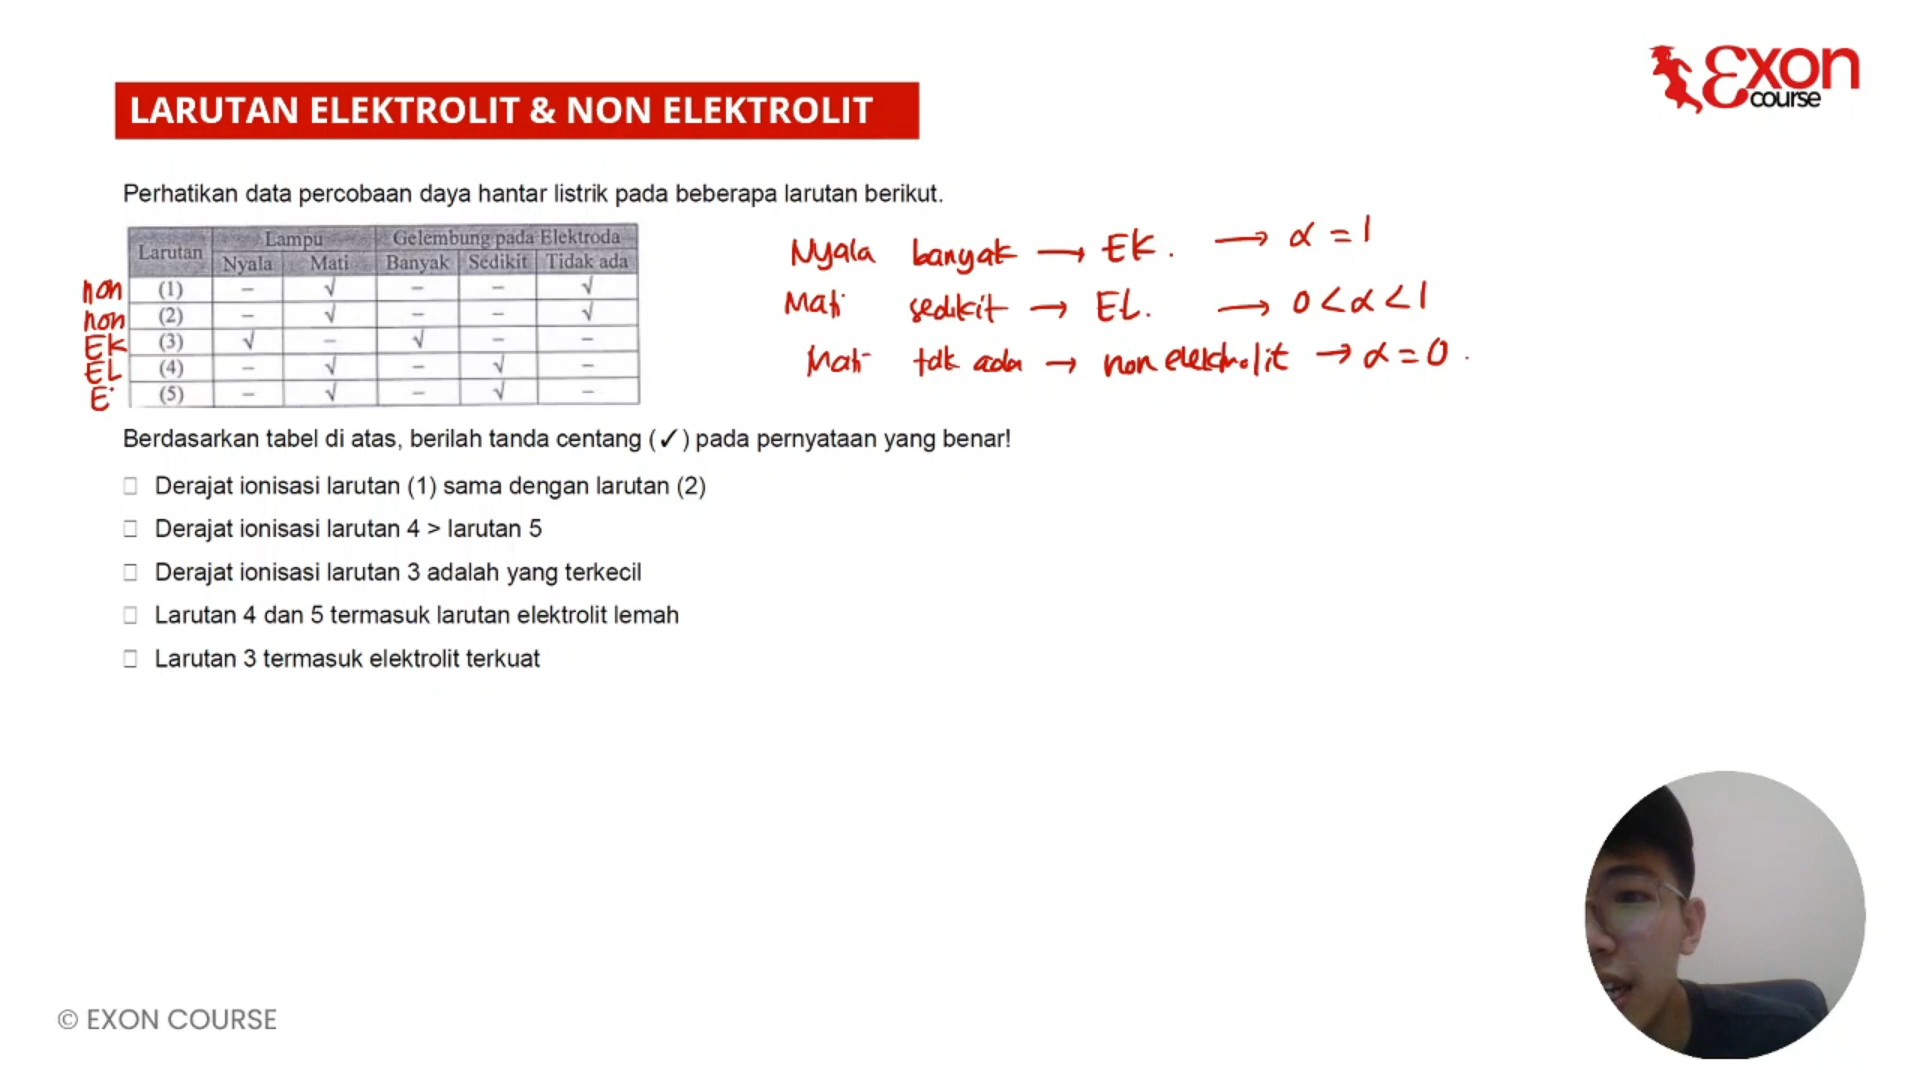 Exon
course
LARUTAN ELEKTROLIT & NON ELEKTROLIT
Perhatikan data percobaan daya hantar listrik pada beberapa larutan berikut.
Larutan Lampu Gelembung pada Elektroda
Nyala Mati Banyak Sedikit Tidak ada
non (1) – √ – – √
non (2) – √ – – √
EK (3) √ – √ – –
EL (4) – √ – √ –
E (5) – √ – √ –
Nyala banyak → EK. → α = 1
Mati sedikit → EL. → 0 < α < 1
Mati tdk ada → non elektrolit → α = 0.
Berdasarkan tabel di atas, berilah tanda centang (✓) pada pernyataan yang benar!
□ Derajat ionisasi larutan (1) sama dengan larutan (2)
□ Derajat ionisasi larutan 4 > larutan 5
□ Derajat ionisasi larutan 3 adalah yang terkecil
□ Larutan 4 dan 5 termasuk larutan elektrolit lemah
□ Larutan 3 termasuk elektrolit terkuat
© EXON COURSE